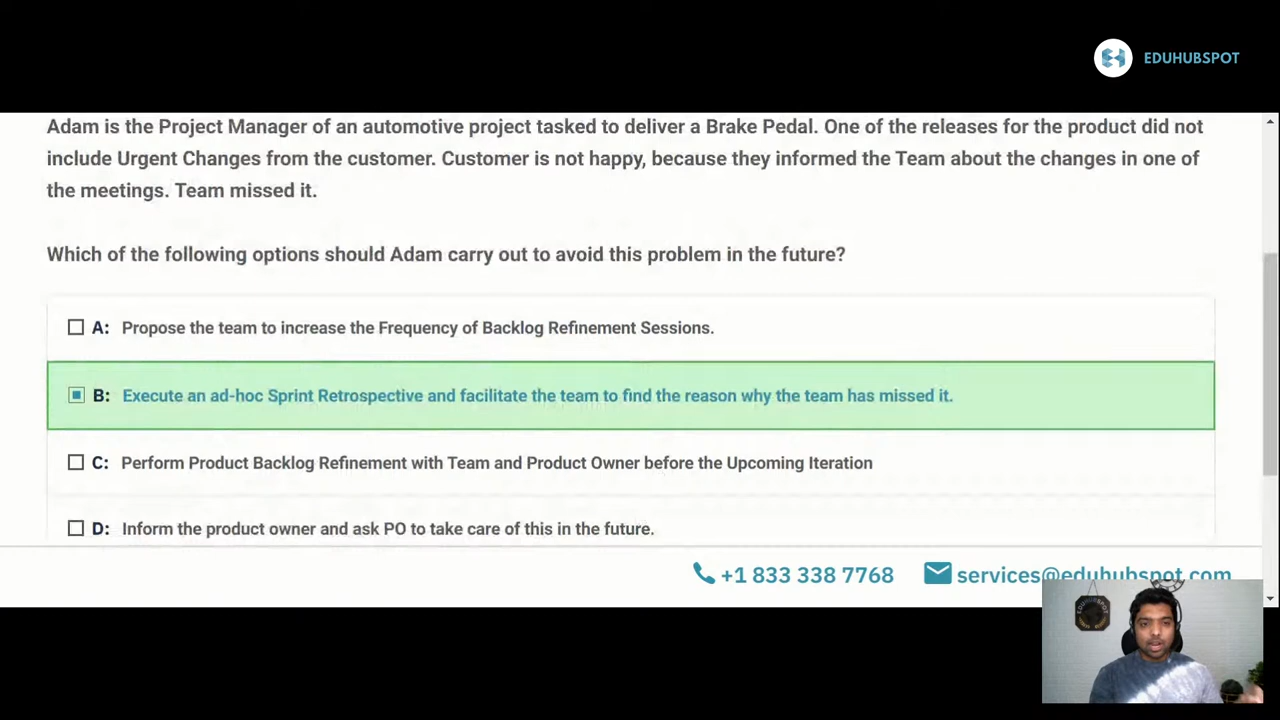 EDUHUBSPOT
Adam is the Project Manager of an automotive project tasked to deliver a Brake Pedal. One of the releases for the product did not
include Urgent Changes from the customer. Customer is not happy, because they informed the Team about the changes in one of
the meetings. Team missed it.
Which of the following options should Adam carry out to avoid this problem in the future?
A: Propose the team to increase the Frequency of Backlog Refinement Sessions.
B: Execute an ad-hoc Sprint Retrospective and facilitate the team to find the reason why the team has missed it.
C: Perform Product Backlog Refinement with Team and Product Owner before the Upcoming Iteration
D: Inform the product owner and ask PO to take care of this in the future.
+1 833 338 7768 services@eduhubspot.com
EDUHUBSPOT